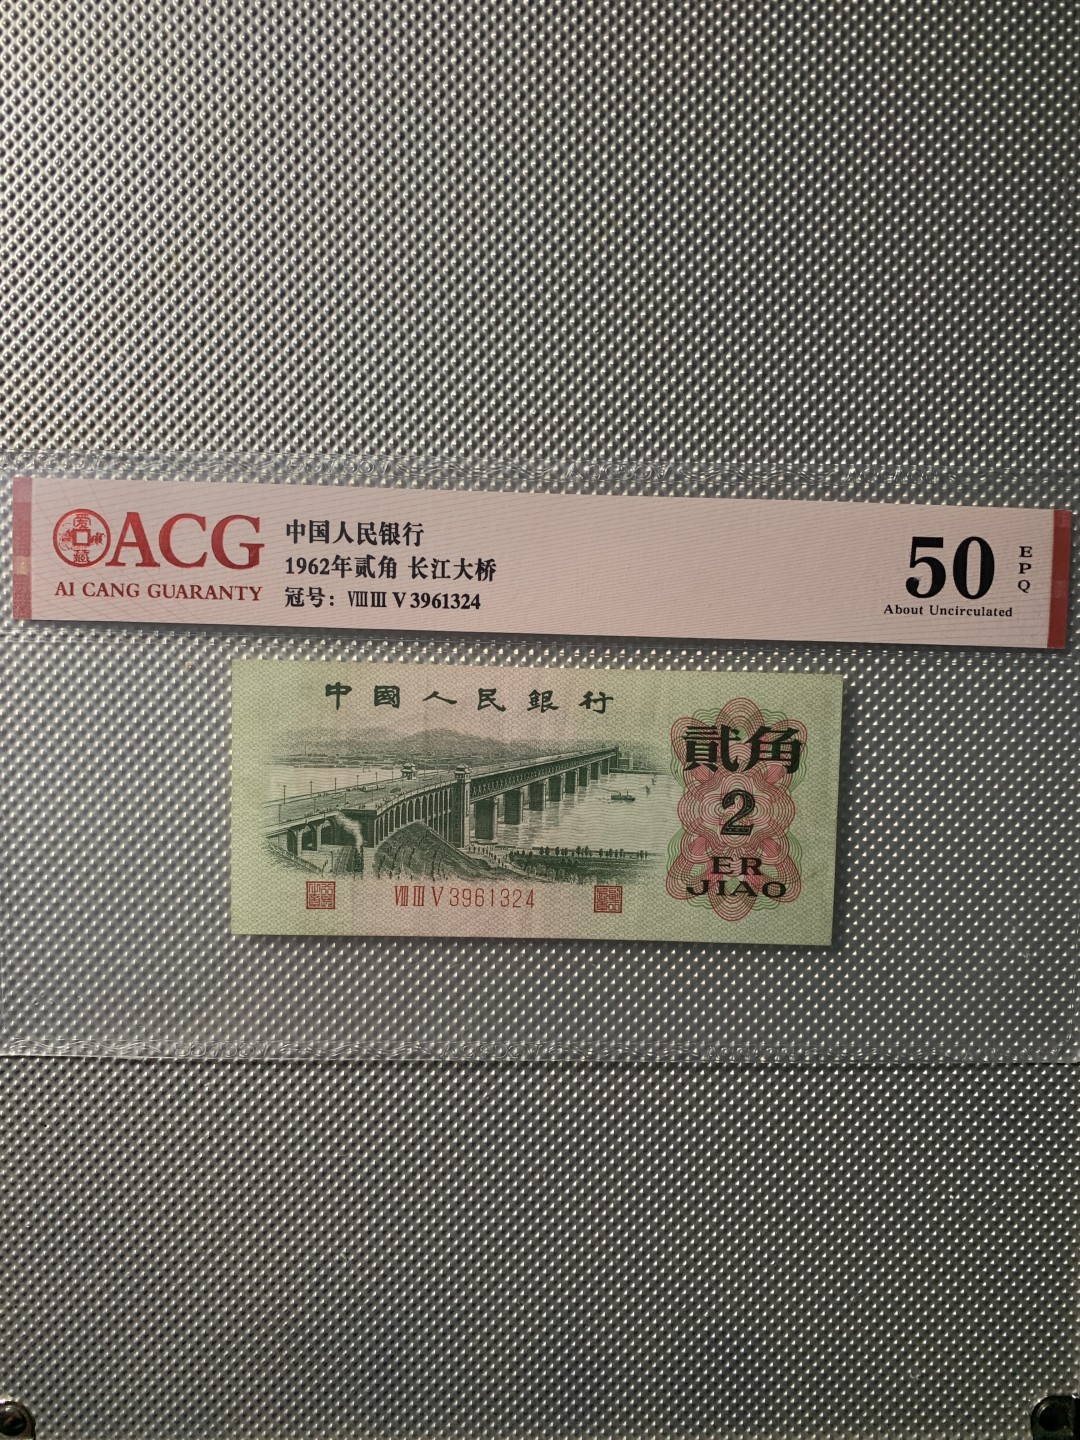 爱藏
ACG
AI CANG GUARANTY
中国人民银行
1962年贰角 长江大桥
冠号: ⅧⅢⅤ3961324
50
EPQ
About Uncirculated
中國人民銀行
貳角
2
ER
JIAO
ⅧⅢⅤ3961324